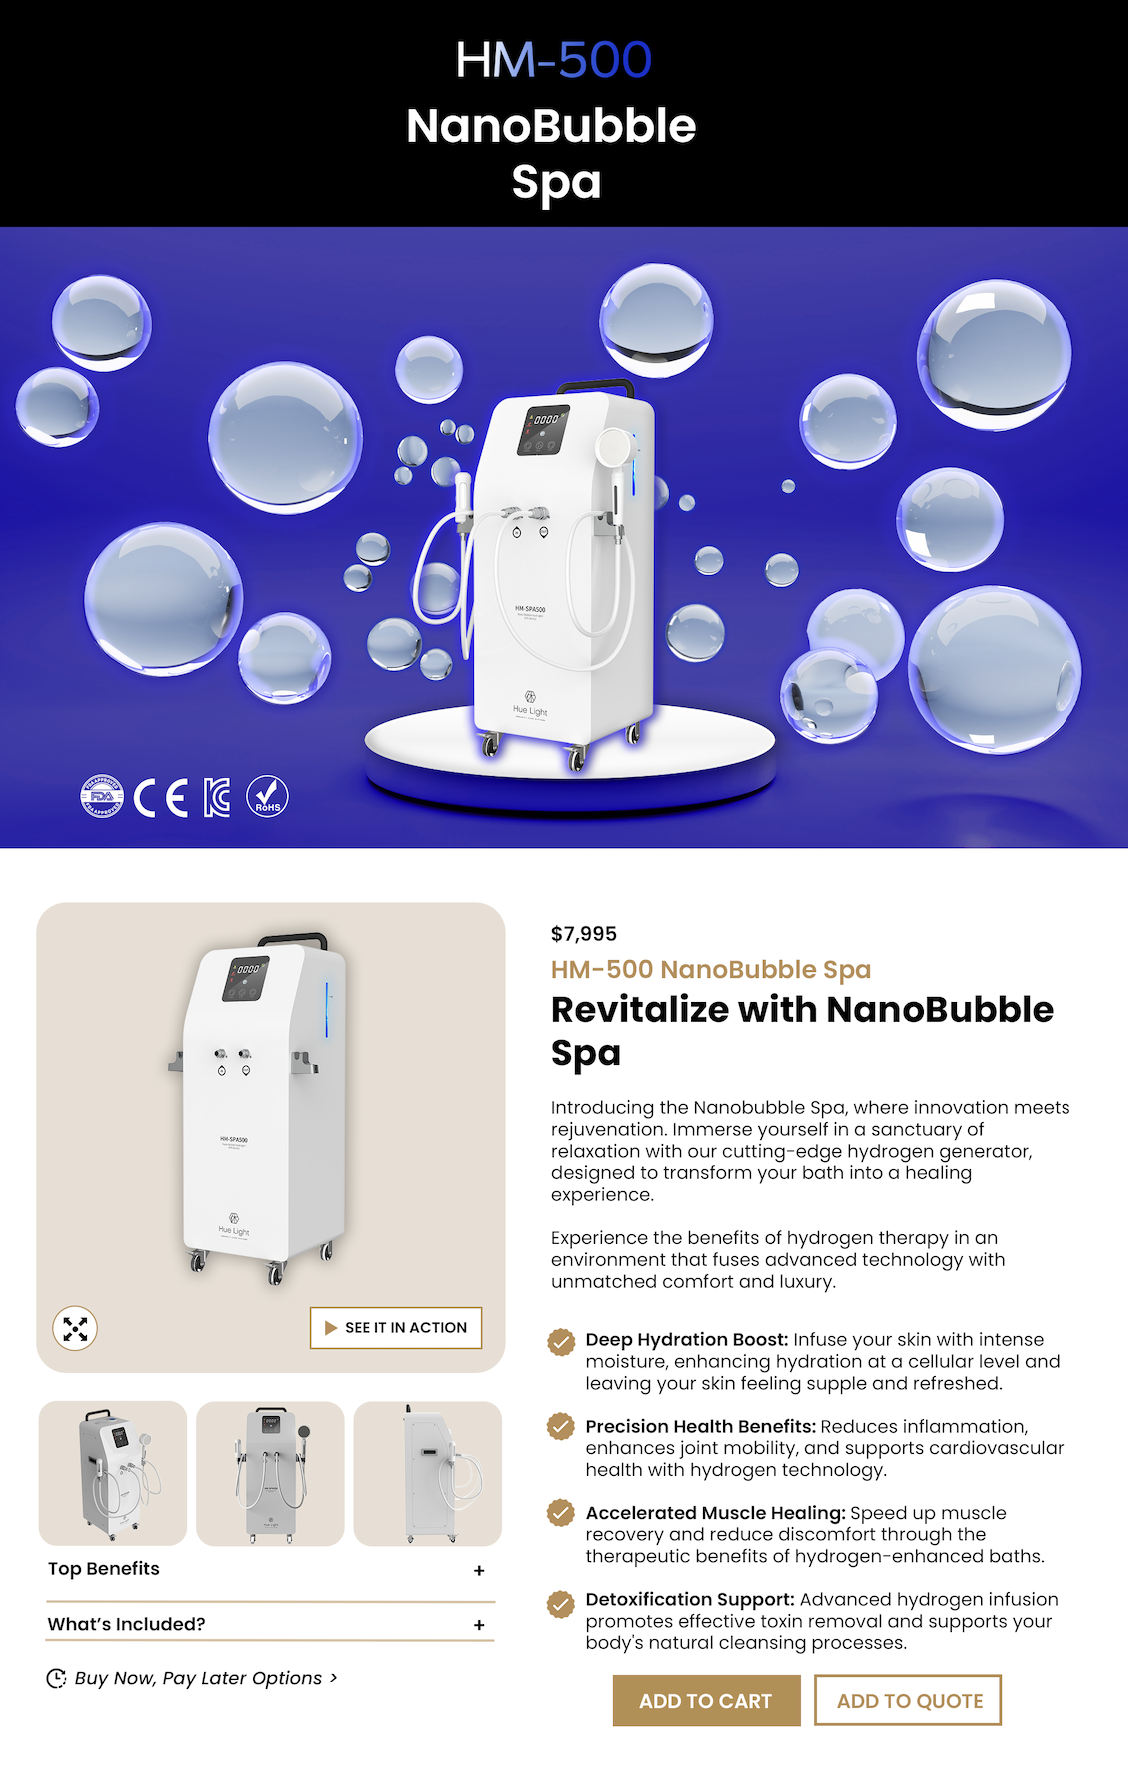 HM-500
NanoBubble
Spa
0000
HM-SPA500
Hue Light
FDA APPROVED
FDA
FDA APPROVED
CE
RoHS
$7,995
HM-500 NanoBubble Spa
Revitalize with NanoBubble
Spa
0000
HM-SPA500
Hue Light
SEE IT IN ACTION
Introducing the Nanobubble Spa, where innovation meets
rejuvenation. Immerse yourself in a sanctuary of
relaxation with our cutting-edge hydrogen generator,
designed to transform your bath into a healing
experience.
Experience the benefits of hydrogen therapy in an
environment that fuses advanced technology with
unmatched comfort and luxury.
Deep Hydration Boost: Infuse your skin with intense
moisture, enhancing hydration at a cellular level and
leaving your skin feeling supple and refreshed.
Precision Health Benefits: Reduces inflammation,
enhances joint mobility, and supports cardiovascular
health with hydrogen technology.
Accelerated Muscle Healing: Speed up muscle
recovery and reduce discomfort through the
therapeutic benefits of hydrogen-enhanced baths.
Detoxification Support: Advanced hydrogen infusion
promotes effective toxin removal and supports your
body's natural cleansing processes.
Top Benefits +
What’s Included? +
Buy Now, Pay Later Options >
ADD TO CART
ADD TO QUOTE